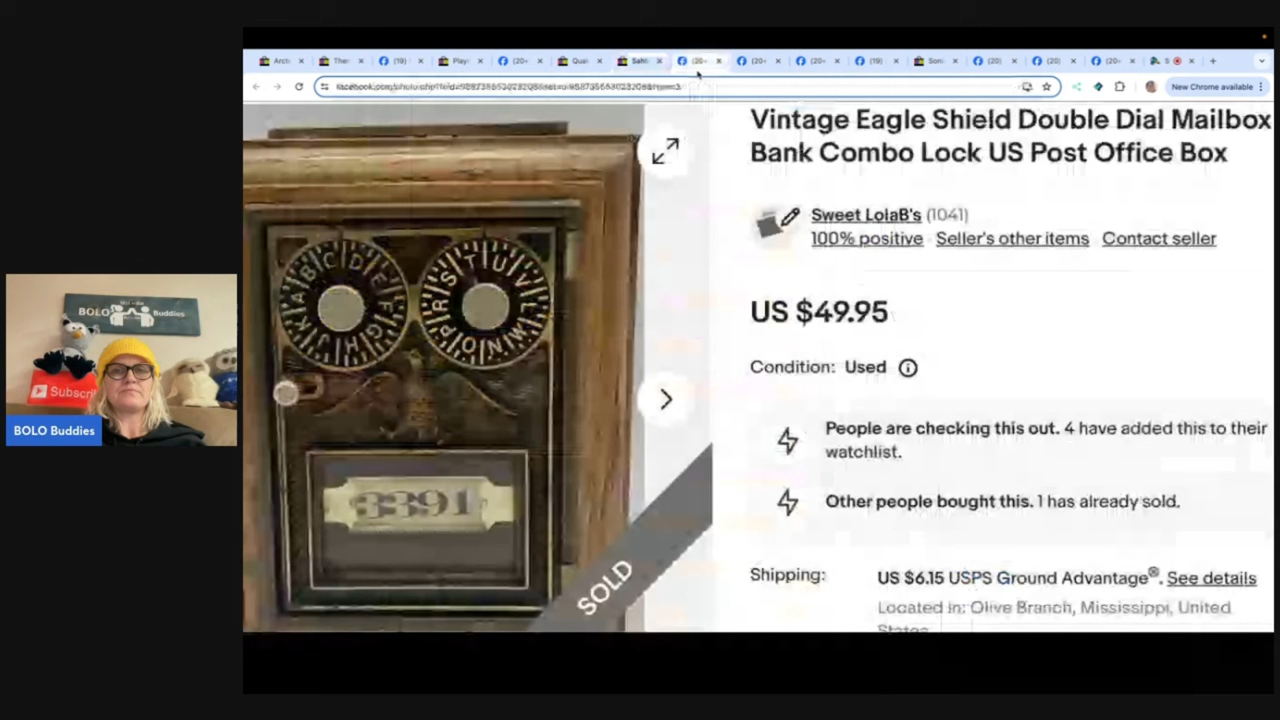 New Chrome available
Vintage Eagle Shield Double Dial Mailbox
Bank Combo Lock US Post Office Box
Sweet LolaB's (1041)
100% positive Seller's other items Contact seller
US $49.95
Condition: Used
People are checking this out. 4 have added this to their
watchlist.
Other people bought this. 1 has already sold.
Shipping:
US $6.15 USPS Ground Advantage®. See details
Located in: Olive Branch, Mississippi, United
States
A B C D E F G H J
P R S T U V L W N O
3391
SOLD
BOLO Buddies
Subscri
BOLO Buddies